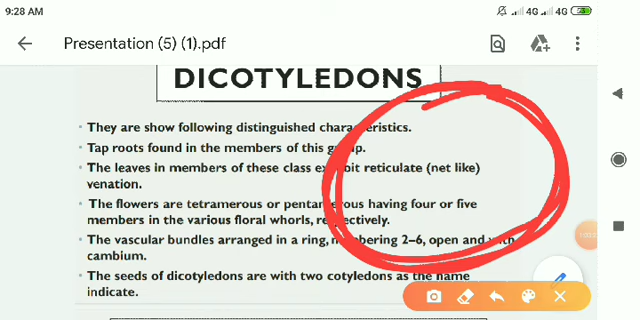 9:28 AM
4G 4G
Presentation (5) (1).pdf
DICOTYLEDONS
They are show following distinguished characteristics.
Tap roots found in the members of this group.
The leaves in members of these class exhibit reticulate (net like)
venation.
The flowers are tetramerous or pentamerous having four or five
members in the various floral whorls, respectively.
The vascular bundles arranged in a ring, numbering 2–6, open and with
cambium.
The seeds of dicotyledons are with two cotyledons as the name
indicate.